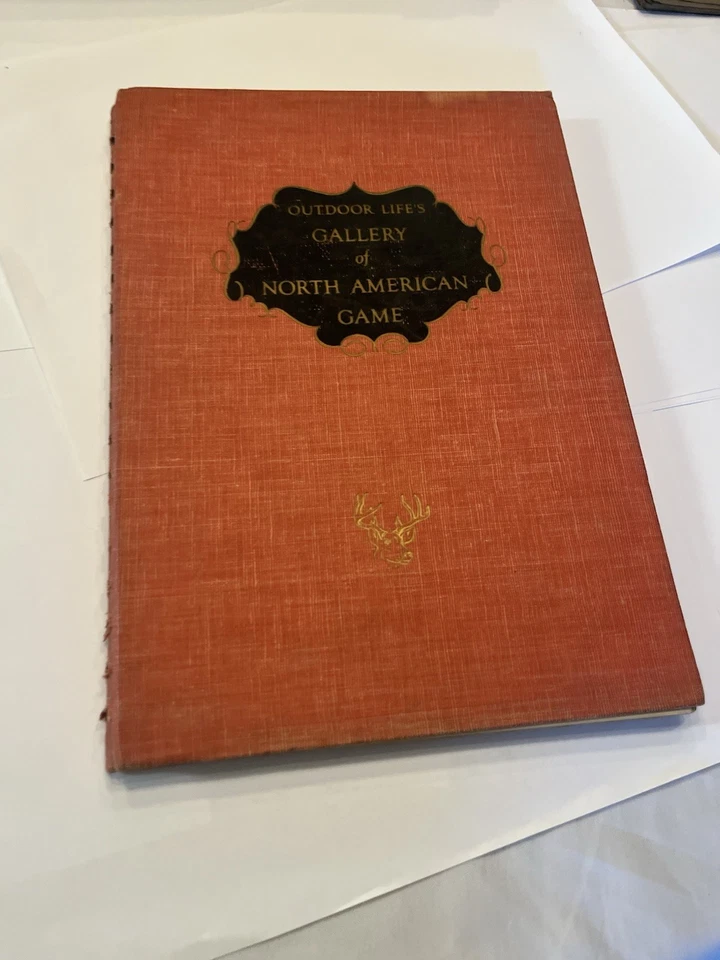 OUTDOOR LIFE'S
GALLERY
of
NORTH AMERICAN
GAME